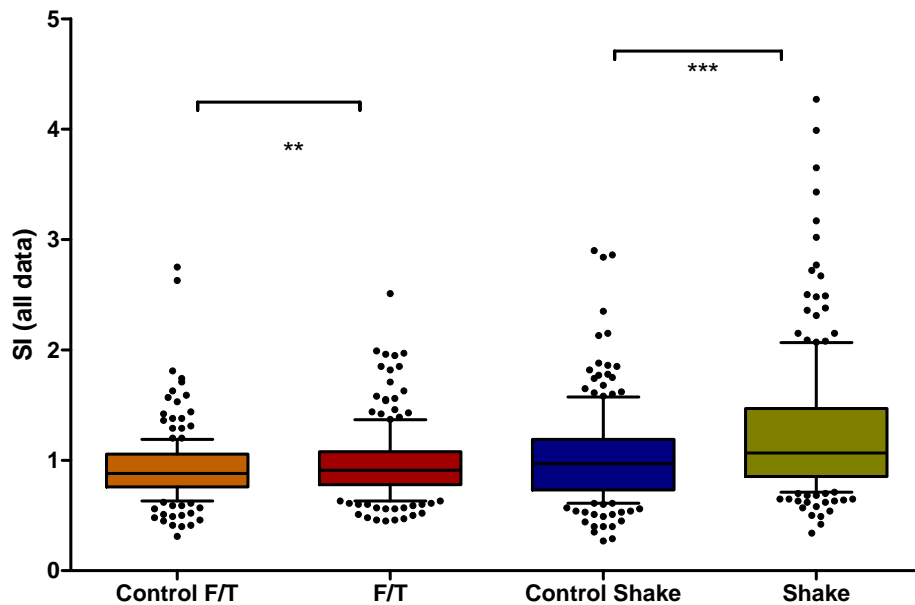 5
4
3
2
1
0
SI (all data)
**
***
Control F/T
F/T
Control Shake
Shake